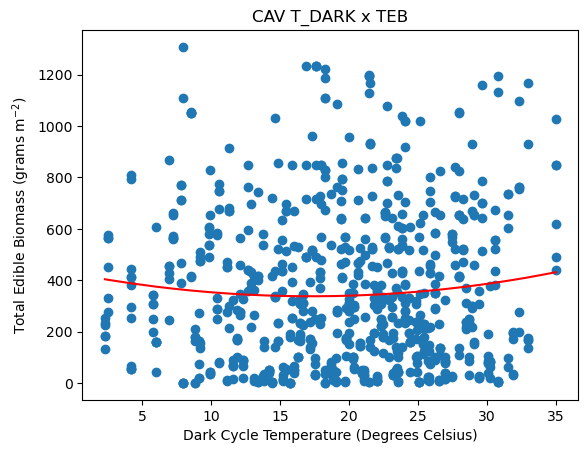 CAV T_DARK x TEB
Total Edible Biomass (grams m⁻²)
1200
1000
800
600
400
200
0
5 10 15 20 25 30 35
Dark Cycle Temperature (Degrees Celsius)